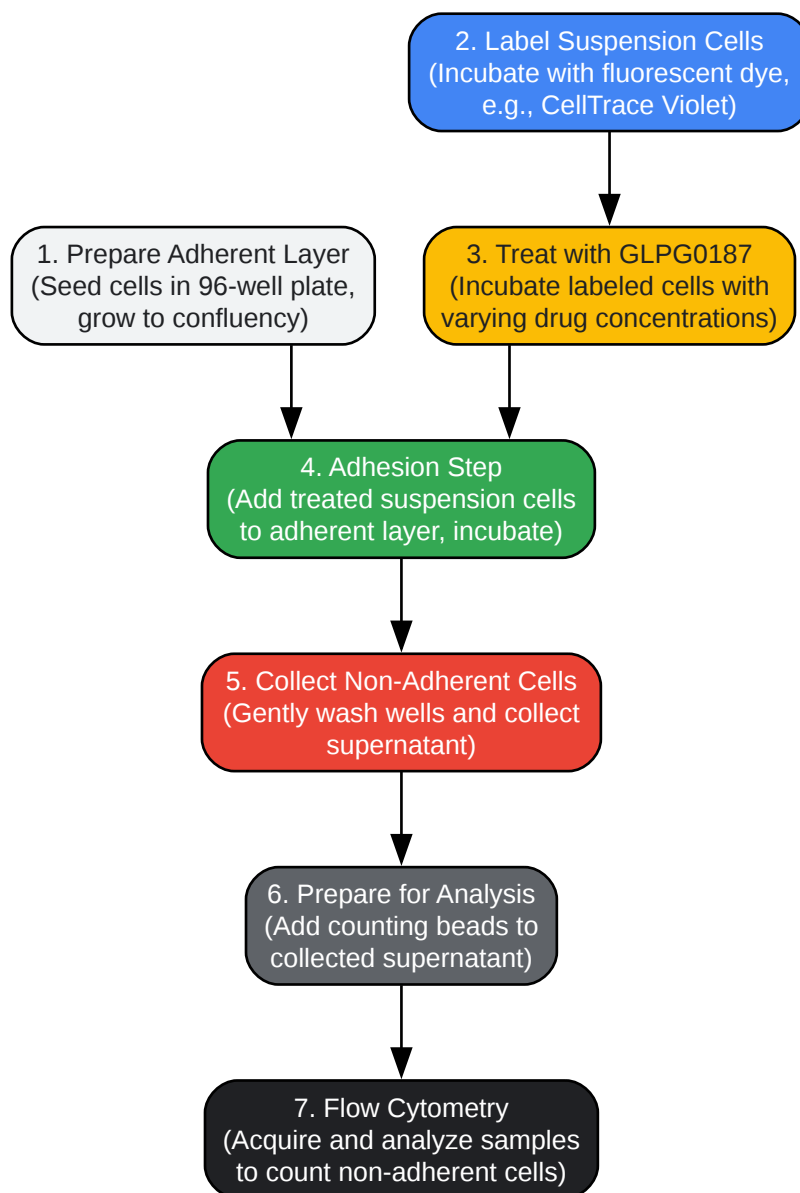 2. Label Suspension Cells
(Incubate with fluorescent dye,
e.g., CellTrace Violet)
1. Prepare Adherent Layer
(Seed cells in 96-well plate,
grow to confluency)
3. Treat with GLPG0187
(Incubate labeled cells with
varying drug concentrations)
4. Adhesion Step
(Add treated suspension cells
to adherent layer, incubate)
5. Collect Non-Adherent Cells
(Gently wash wells and collect
supernatant)
6. Prepare for Analysis
(Add counting beads to
collected supernatant)
7. Flow Cytometry
(Acquire and analyze samples
to count non-adherent cells)